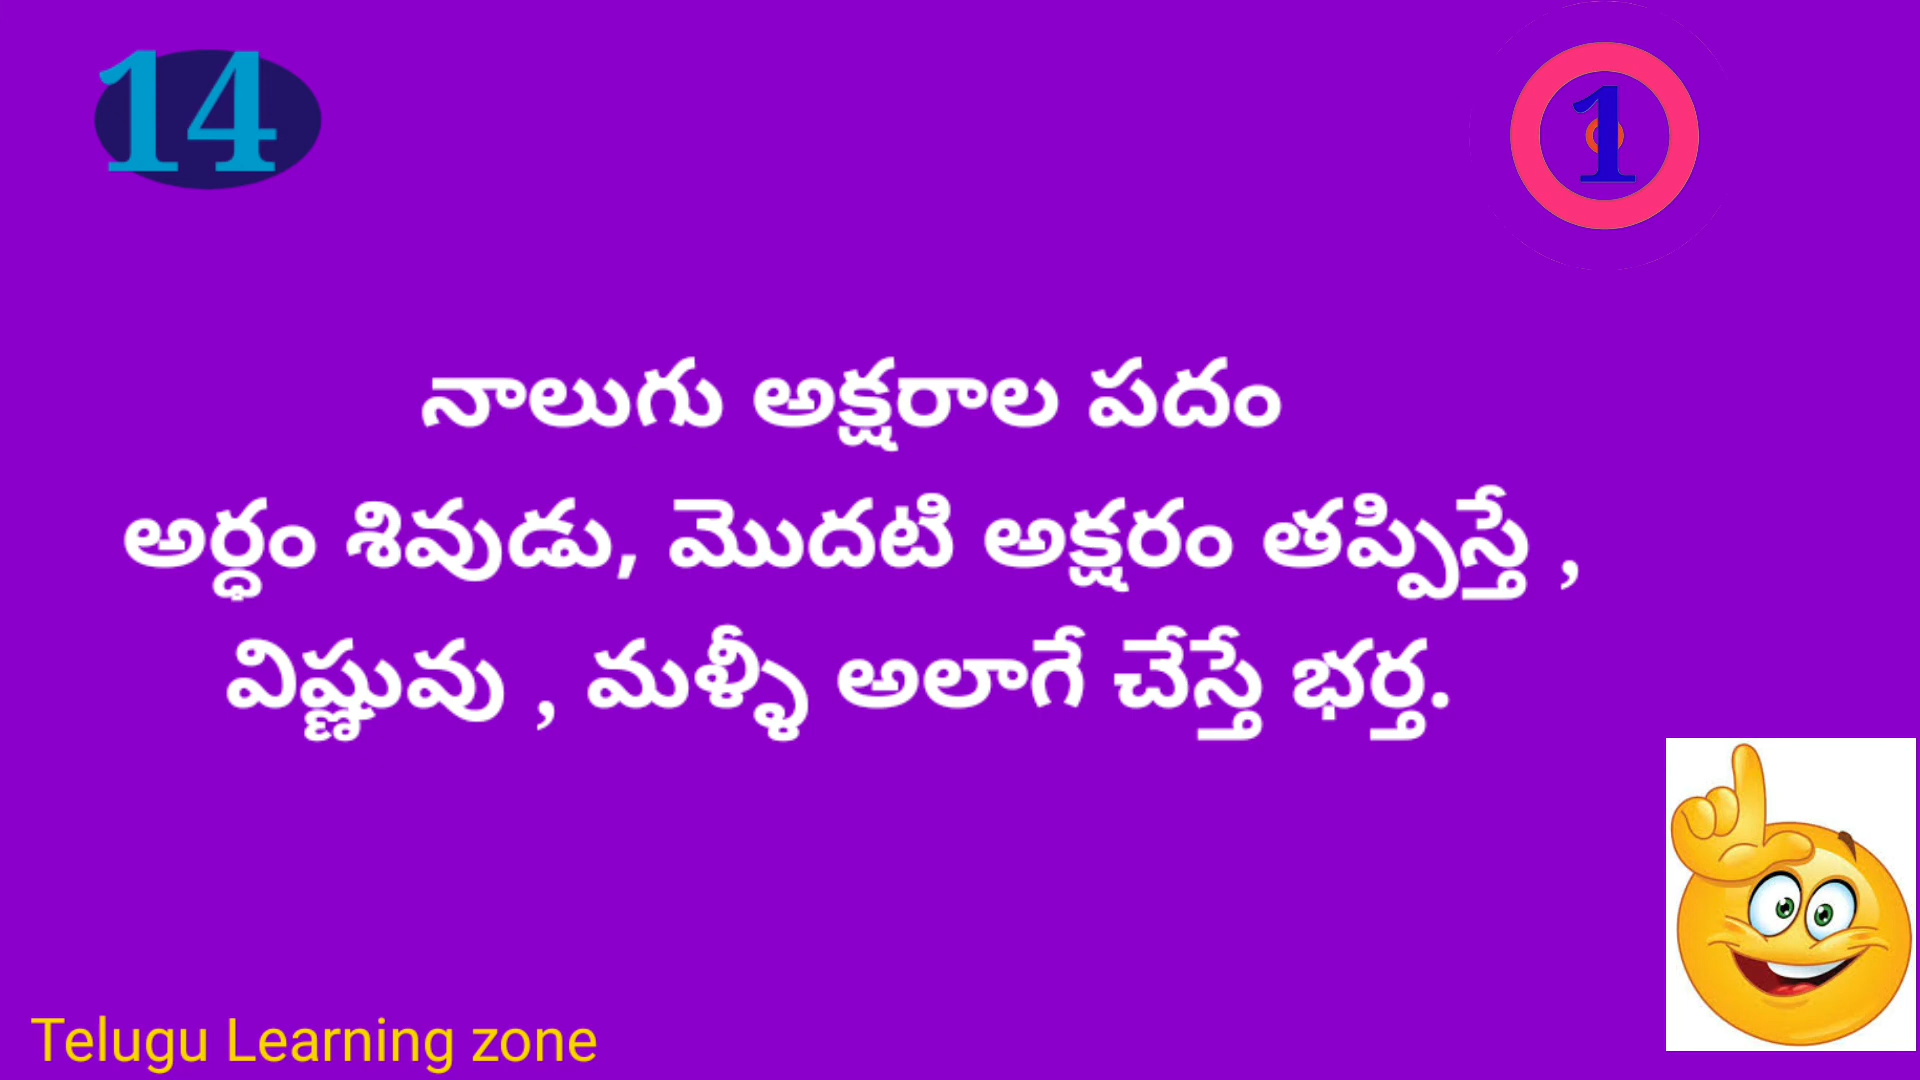 14
1
నాలుగు అక్షరాల పదం
అర్ధం శివుడు, మొదటి అక్షరం తప్పిస్తే ,
విష్ణువు , మళ్ళీ అలాగే చేస్తే భర్త.
Telugu Learning zone